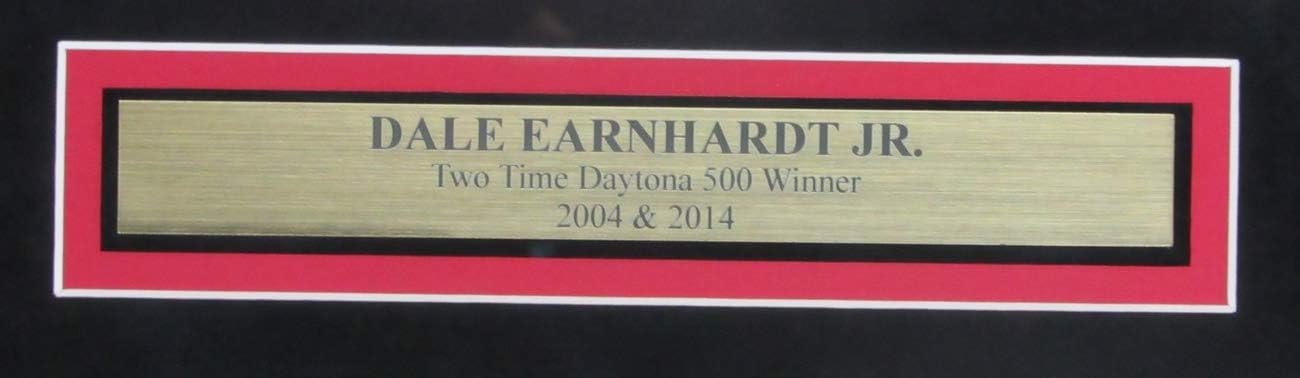 DALE EARNHARDT JR.
Two Time Daytona 500 Winner
2004 & 2014